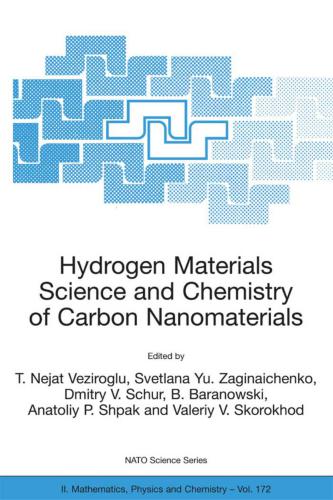 Hydrogen Materials
Science and Chemistry
of Carbon Nanomaterials
Edited by
T. Nejat Veziroglu, Svetlana Yu. Zaginaichenko,
Dmitry V. Schur, B. Baranowski,
Anatoliy P. Shpak and Valeriy V. Skorokhod
NATO Science Series
II. Mathematics, Physics and Chemistry – Vol. 172